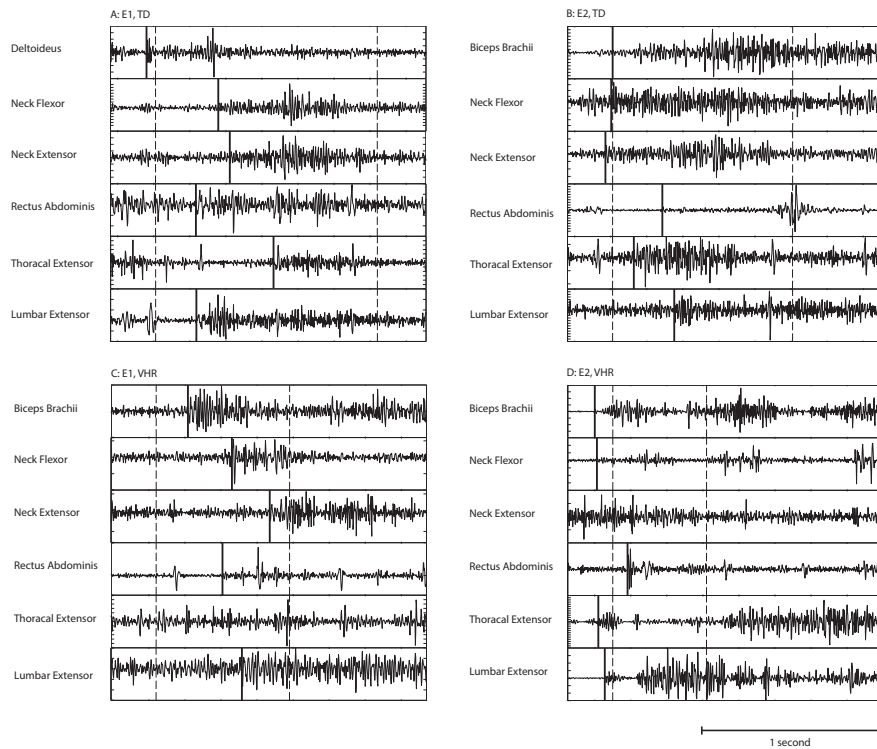 A: E1, TD
Deltoideus
Neck Flexor
Neck Extensor
Rectus Abdominis
Thoracal Extensor
Lumbar Extensor
B: E2, TD
Biceps Brachii
Neck Flexor
Neck Extensor
Rectus Abdominis
Thoracal Extensor
Lumbar Extensor
C: E1, VHR
Biceps Brachii
Neck Flexor
Neck Extensor
Rectus Abdominis
Thoracal Extensor
Lumbar Extensor
D: E2, VHR
Biceps Brachii
Neck Flexor
Neck Extensor
Rectus Abdominis
Thoracal Extensor
Lumbar Extensor
1 second